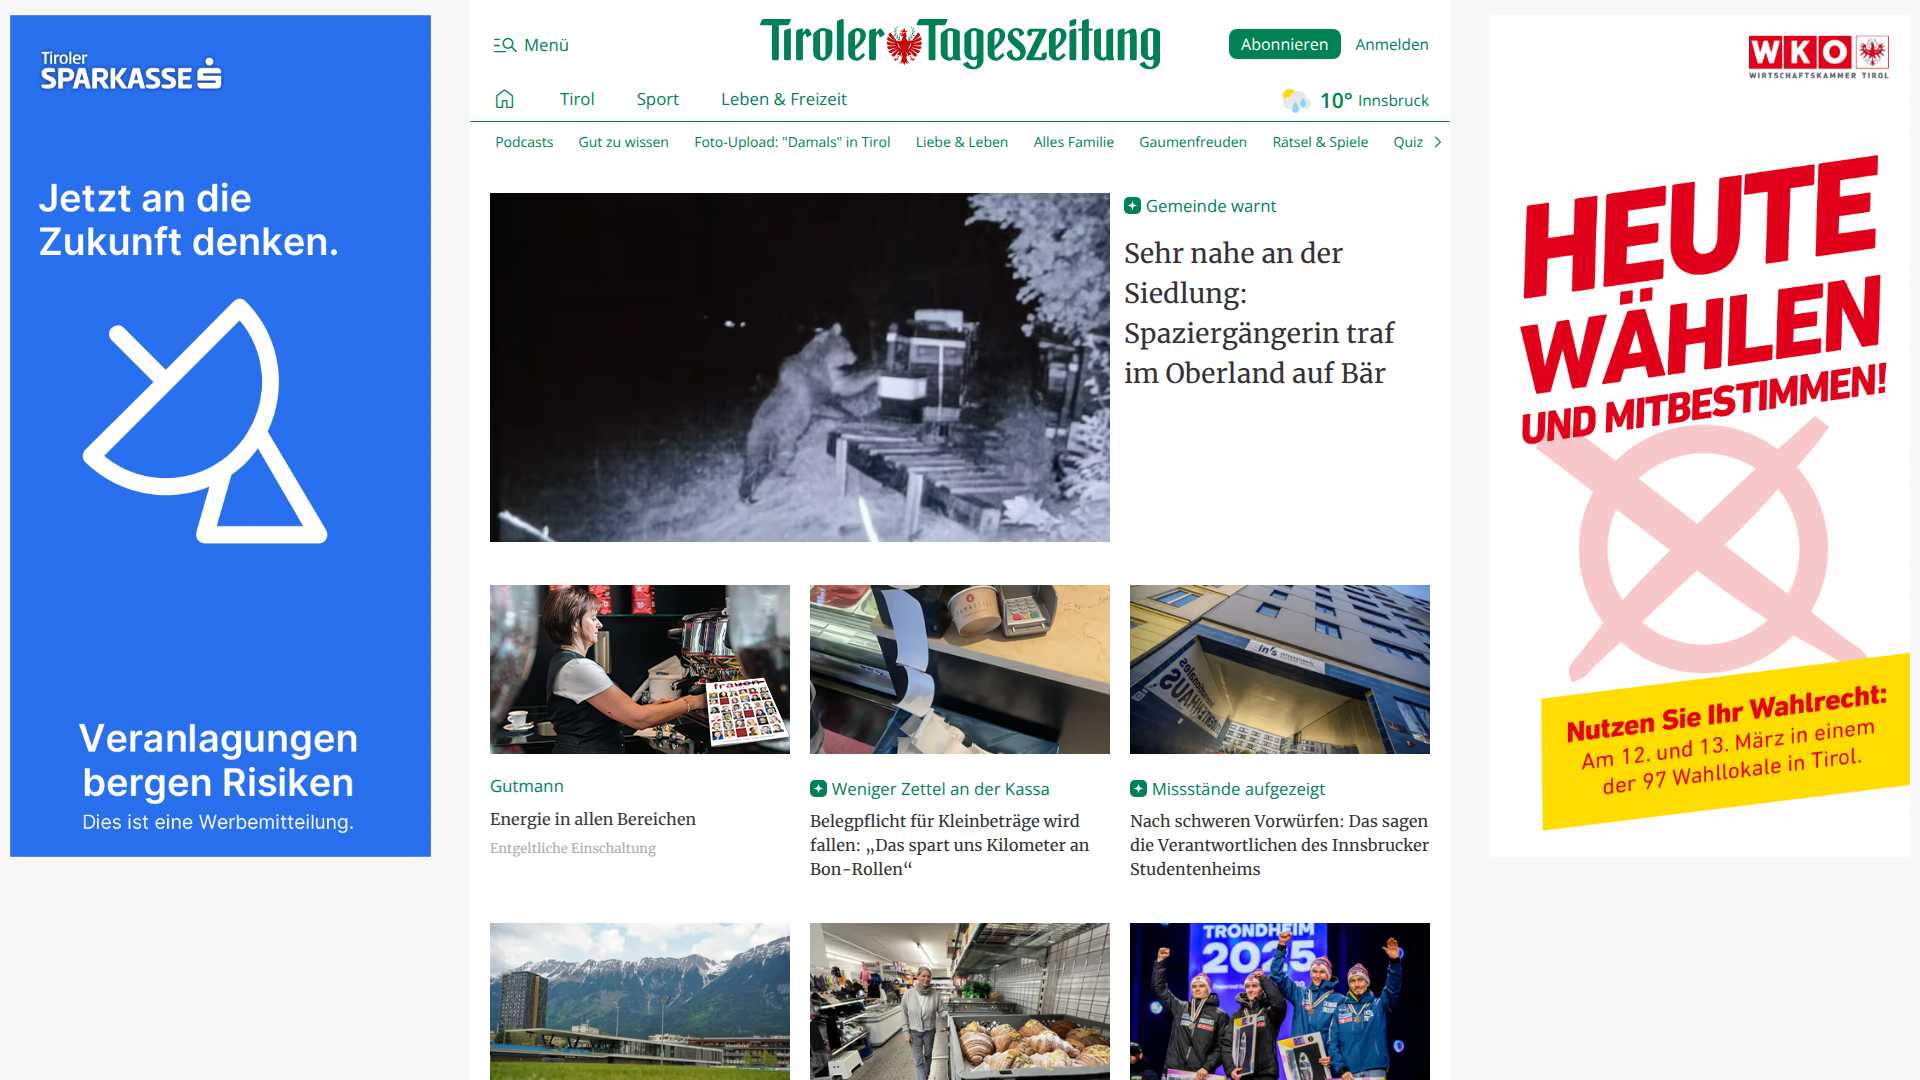 Tiroler
SPARKASSE
Jetzt an die
Zukunft denken.
Veranlagungen
bergen Risiken
Dies ist eine Werbemitteilung.
Menü
Tiroler Tageszeitung
Abonnieren
Anmelden
Tirol
Sport
Leben & Freizeit
10° Innsbruck
Podcasts
Gut zu wissen
Foto-Upload: "Damals" in Tirol
Liebe & Leben
Alles Familie
Gaumenfreuden
Rätsel & Spiele
Quiz
Gemeinde warnt
Sehr nahe an der
Siedlung:
Spaziergängerin traf
im Oberland auf Bär
frauen
Gutmann
Energie in allen Bereichen
Entgeltliche Einschaltung
Weniger Zettel an der Kassa
Belegpflicht für Kleinbeträge wird
fallen: „Das spart uns Kilometer an
Bon-Rollen“
in's
Missstände aufgezeigt
Nach schweren Vorwürfen: Das sagen
die Verantwortlichen des Innsbrucker
Studentenheims
TRONDHEIM
2025
WKO
WIRTSCHAFTSKAMMER TIROL
HEUTE
WÄHLEN
UND MITBESTIMMEN!
Nutzen Sie Ihr Wahlrecht:
Am 12. und 13. März in einem
der 97 Wahllokale in Tirol.